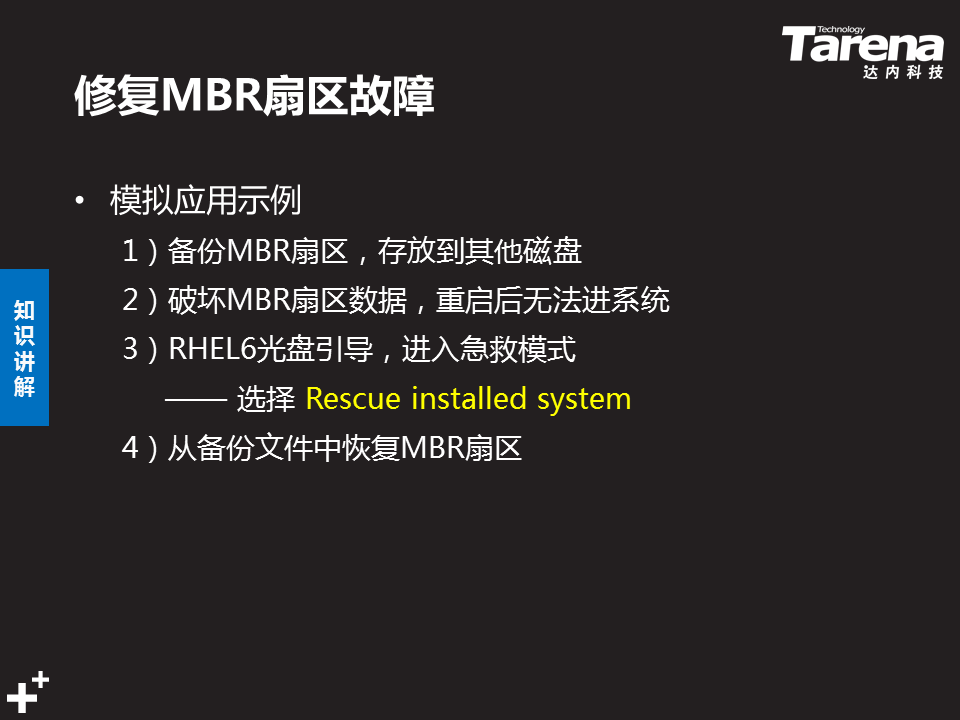 Technology
Tarena
达内科技
修复MBR扇区故障
• 模拟应用示例
1）备份MBR扇区，存放到其他磁盘
2）破坏MBR扇区数据，重启后无法进系统
3）RHEL6光盘引导，进入急救模式
—— 选择 Rescue installed system
4）从备份文件中恢复MBR扇区
知识讲解